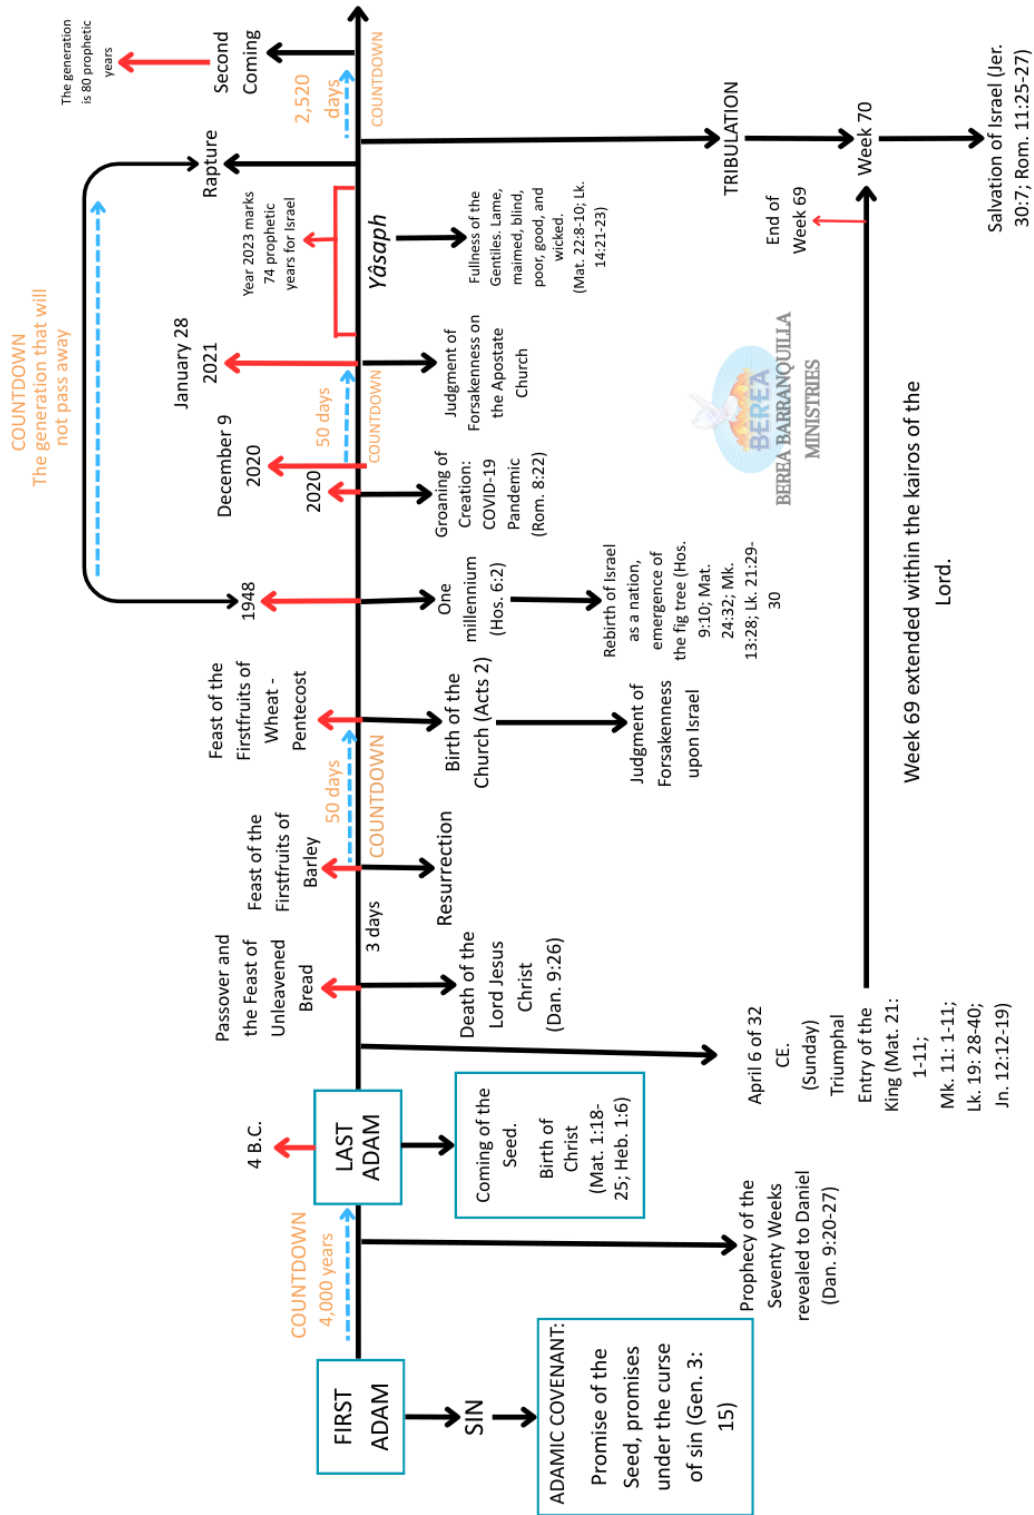 FIRST
ADAM
SIN
ADAMIC COVENANT:
Promise of the
Seed, promises
under the curse
of sin (Gen. 3:
15)
COUNTDOWN
4,000 years
Prophecy of the
Seventy Weeks
revealed to Daniel
(Dan. 9:20-27)
4 B.C.
LAST
ADAM
Coming of the
Seed.
Birth of
Christ
(Mat. 1:18-
25; Heb. 1:6)
April 6 of 32
CE.
(Sunday)
Triumphal
Entry of the
King (Mat. 21:
1-11;
Mk. 11: 1-11;
Lk. 19: 28-40;
Jn. 12:12-19)
Passover and
the Feast of
Unleavened
Bread
Death of the
Lord Jesus
Christ
(Dan. 9:26)
3 days
Feast of the
Firstfruits of
Barley
Resurrection
50 days
COUNTDOWN
Feast of the
Firstfruits of
Wheat -
Pentecost
Birth of the
Church (Acts 2)
Judgment of
Forsakenness
upon Israel
COUNTDOWN
The generation that will
not pass away
1948
One
millennium
(Hos. 6:2)
Rebirth of Israel
as a nation,
emergence of
the fig tree (Hos.
9:10; Mat.
24:32; Mk.
13:28; Lk. 21:29-
30
2020
Groaning of
Creation:
COVID-19
Pandemic
(Rom. 8:22)
December 9
2020
50 days
COUNTDOWN
January 28
2021
Judgment of
Forsakenness on
the Apostate
Church
Year 2023 marks
74 prophetic
years for Israel
Yâsaph
Fullness of the
Gentiles. Lame,
maimed, blind,
poor, good, and
wicked.
(Mat. 22:8-10; Lk.
14:21-23)
Rapture
2,520
days
COUNTDOWN
Second
Coming
The generation
is 80 prophetic
years
TRIBULATION
End of
Week 69
Week 70
Salvation of Israel (Jer.
30:7; Rom. 11:25-27)
BEREA
BEREA BARRANQUILLA
MINISTRIES
Week 69 extended within the kairos of the
Lord.